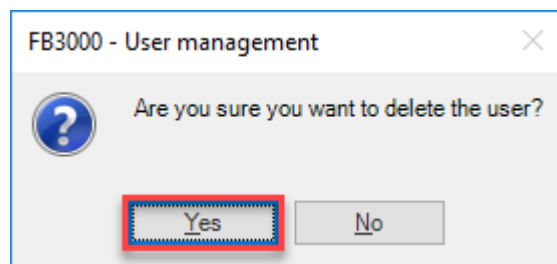 FB3000 - User management
Are you sure you want to delete the user?
Yes
No